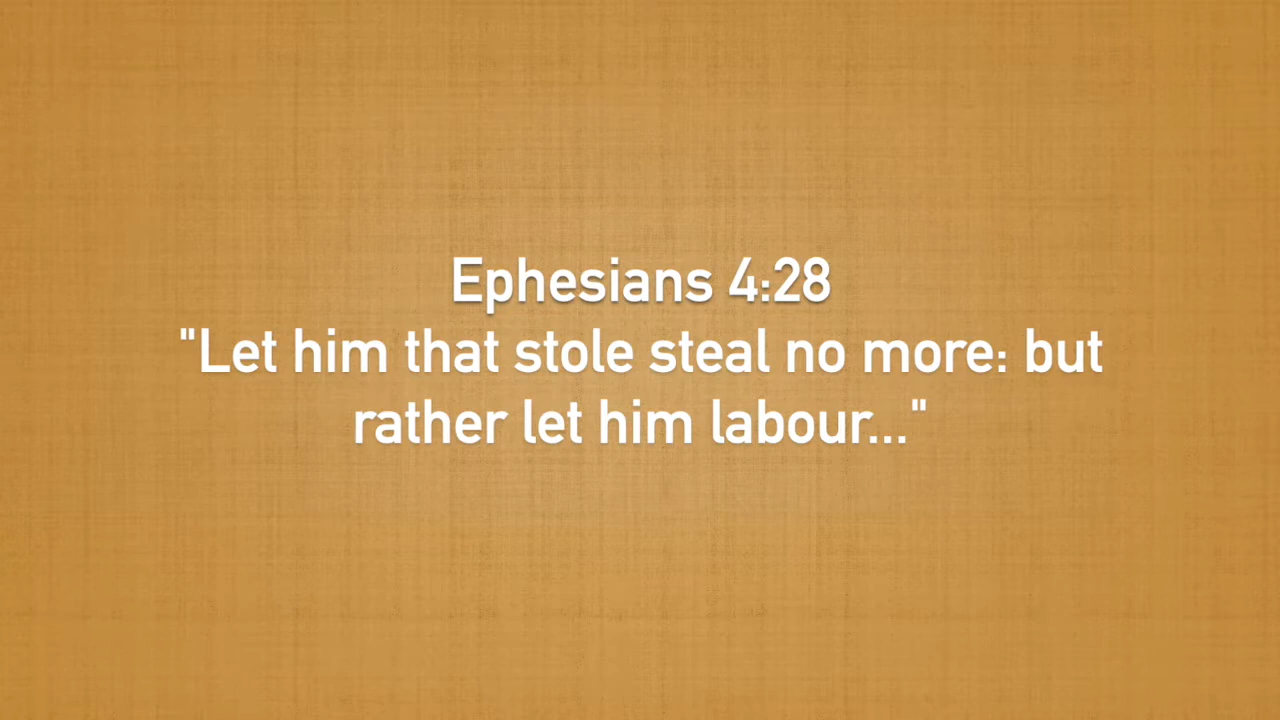 Ephesians 4:28
"Let him that stole steal no more: but
rather let him labour..."